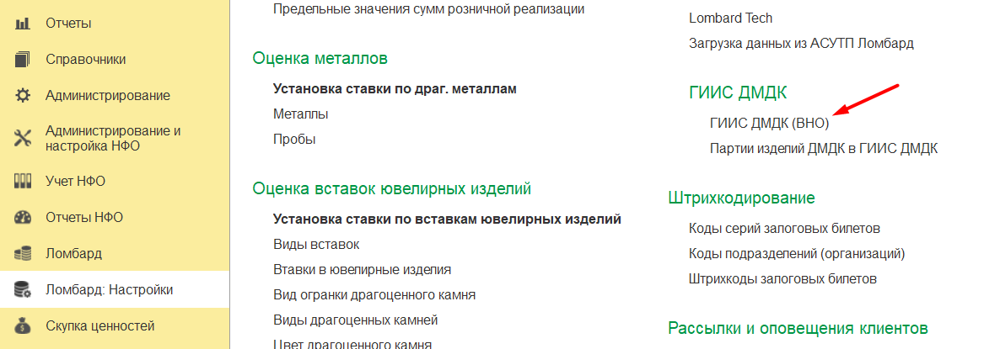 Отчеты
Справочники
Администрирование
Администрирование и
настройка НФО
Учет НФО
Отчеты НФО
Ломбард
Ломбард: Настройки
Скупка ценностей
Предельные значения сумм розничной реализации
Оценка металлов
Установка ставки по драг. металлам
Металлы
Пробы
Оценка вставок ювелирных изделий
Установка ставки по вставкам ювелирных изделий
Виды вставок
Втавки в ювелирные изделия
Вид огранки драгоценного камня
Виды драгоценных камней
Цвет драгоценного камня
Lombard Tech
Загрузка данных из АСУТП Ломбард
ГИИС ДМДК
ГИИС ДМДК (ВНО)
Партии изделий ДМДК в ГИИС ДМДК
Штрихкодирование
Коды серий залоговых билетов
Коды подразделений (организаций)
Штрихкоды залоговых билетов
Рассылки и оповещения клиентов